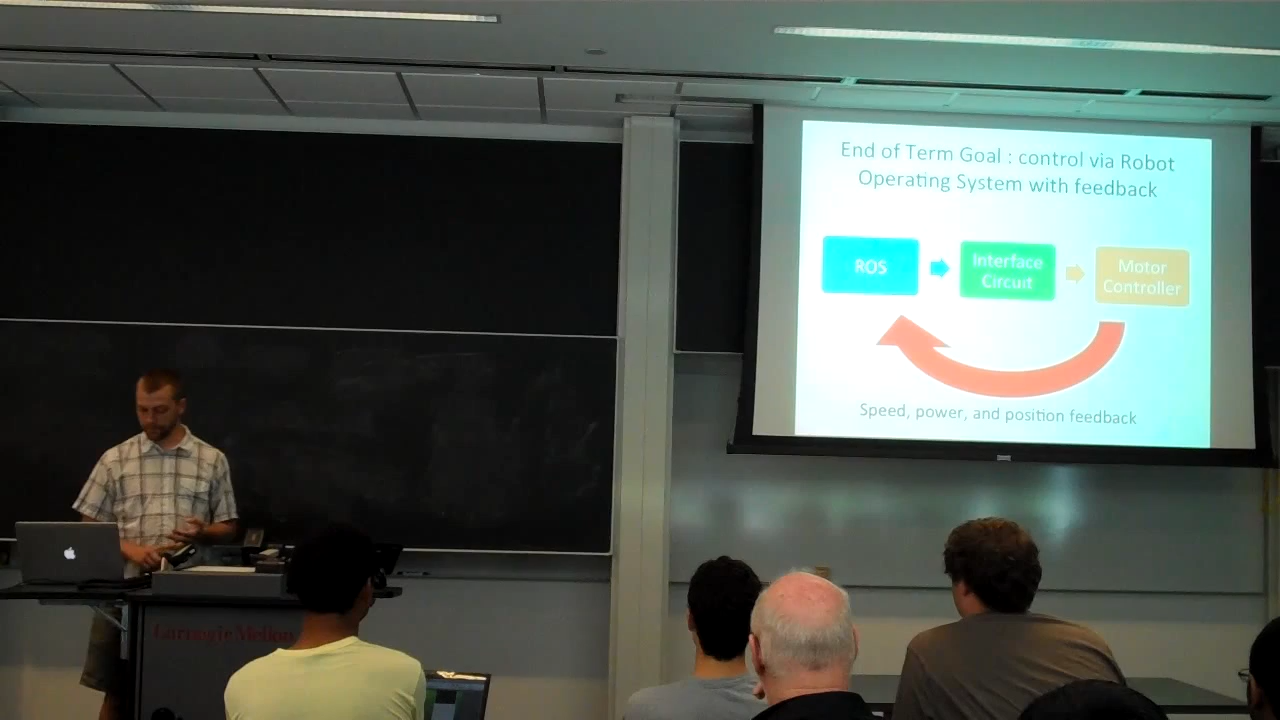 End of Term Goal : control via Robot
Operating System with feedback
ROS
Interface
Circuit
Motor
Controller
Speed, power, and position feedback
Carnegie Mellon